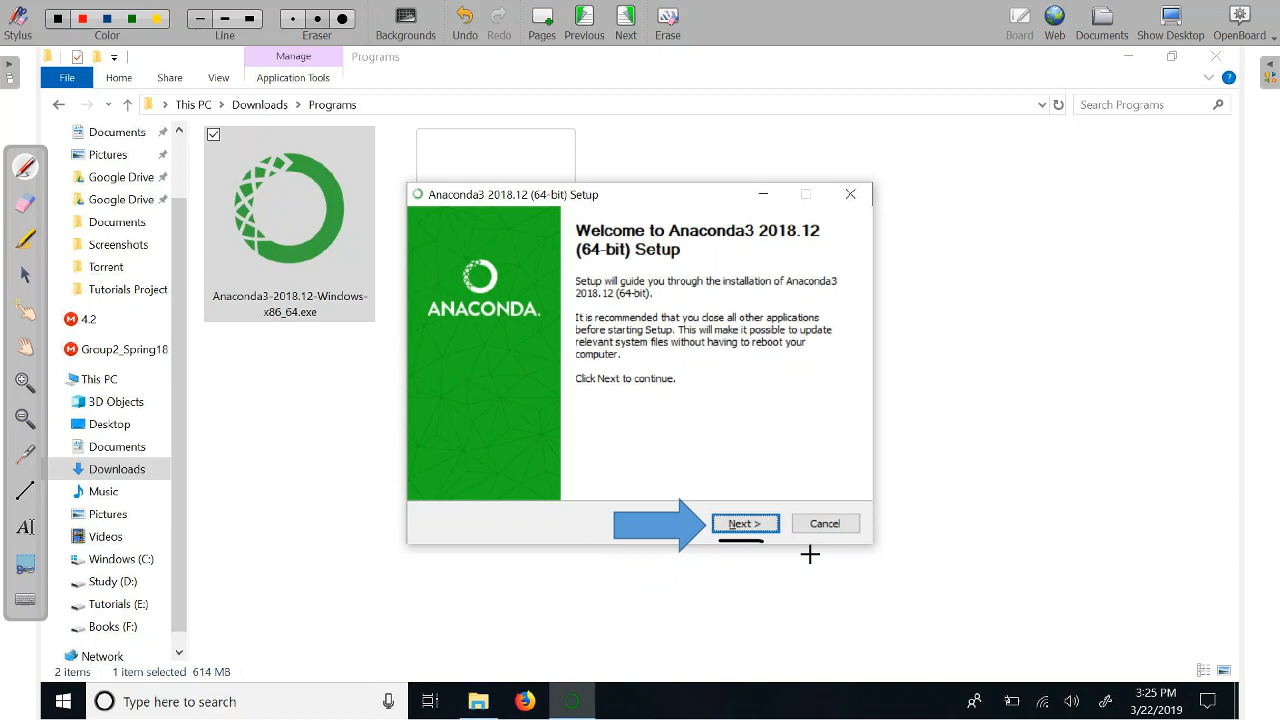 Stylus
Color
Line
Eraser
Backgrounds
Undo
Redo
Pages
Previous
Next
Erase
Board
Web
Documents
Show Desktop
OpenBoard
Manage
Programs
File
Home
Share
View
Application Tools
This PC
Downloads
Programs
Search Programs
Documents
Pictures
Google Drive
Google Drive
Documents
Screenshots
Torrent
Tutorials Project
4.2
Group2_Spring18
This PC
3D Objects
Desktop
Documents
Downloads
Music
Pictures
Videos
Windows (C:)
Study (D:)
Tutorials (E:)
Books (F:)
Network
Anaconda3-2018.12-Windows-
x86_64.exe
Anaconda3 2018.12 (64-bit) Setup
ANACONDA.
Welcome to Anaconda3 2018.12
(64-bit) Setup
Setup will guide you through the installation of Anaconda3
2018.12 (64-bit).
It is recommended that you close all other applications
before starting Setup. This will make it possible to update
relevant system files without having to reboot your
computer.
Click Next to continue.
Next >
Cancel
2 items
1 item selected 614 MB
Type here to search
3:25 PM
3/22/2019